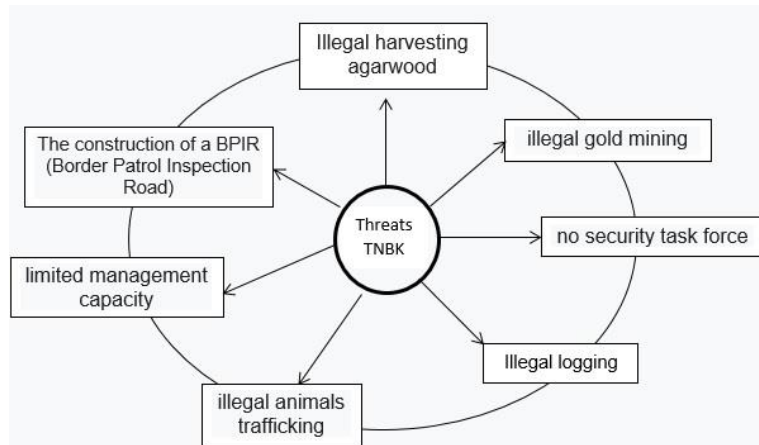 Illegal harvesting
agarwood
The construction of a BPIR
(Border Patrol Inspection
Road)
illegal gold mining
Threats
TNBK
no security task force
limited management
capacity
Illegal logging
illegal animals
trafficking